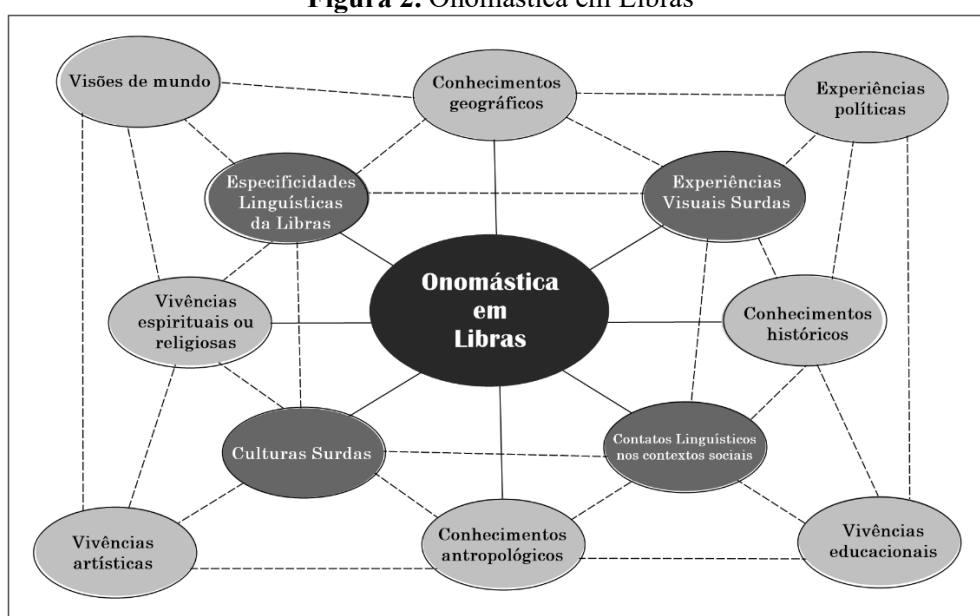 Figura 2. Onomástica em Libras
Visões de mundo
Conhecimentos
geográficos
Experiências
políticas
Especificidades
Linguísticas
da Libras
Experiências
Visuais Surdas
Onomástica
em
Libras
Vivências
espirituais ou
religiosas
Conhecimentos
históricos
Culturas Surdas
Contatos Linguísticos
nos contextos sociais
Vivências
artísticas
Conhecimentos
antropológicos
Vivências
educacionais